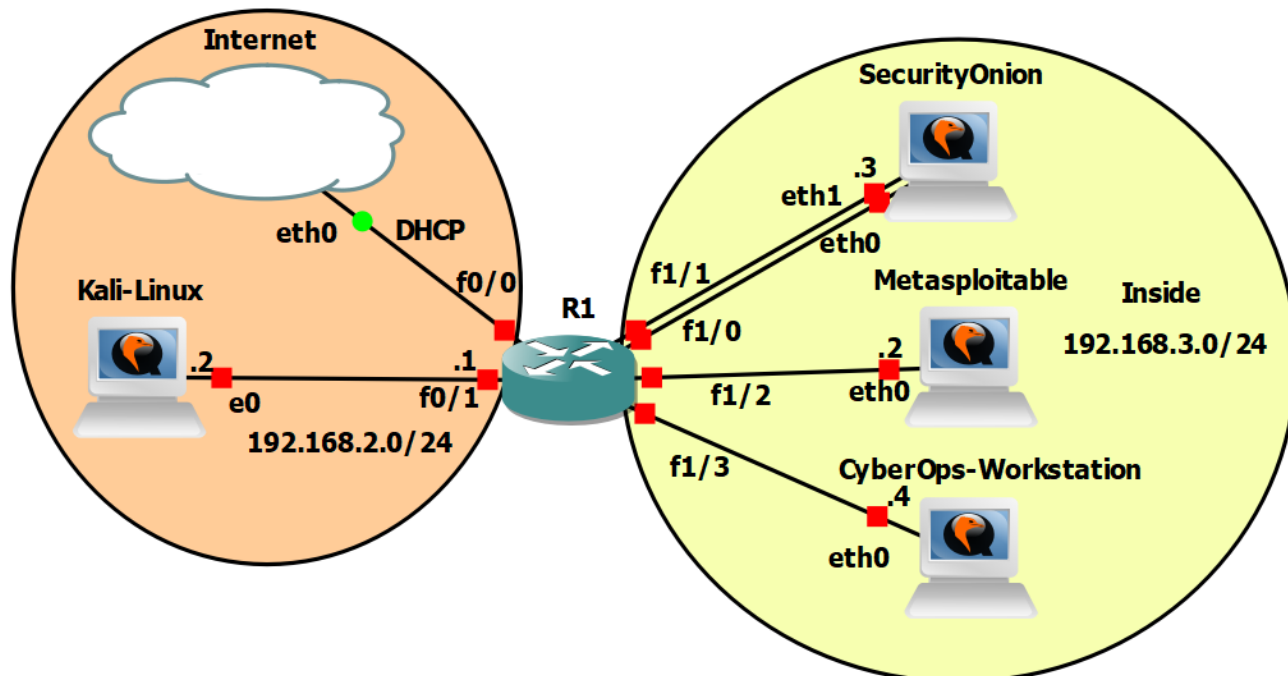 Internet
eth0
DHCP
f0/0
Kali-Linux
.2
e0
.1
f0/1
192.168.2.0/24
R1
SecurityOnion
.3
eth1
eth0
f1/1
f1/0
Metasploitable
.2
eth0
f1/2
Inside
192.168.3.0/24
CyberOps-Workstation
.4
eth0
f1/3